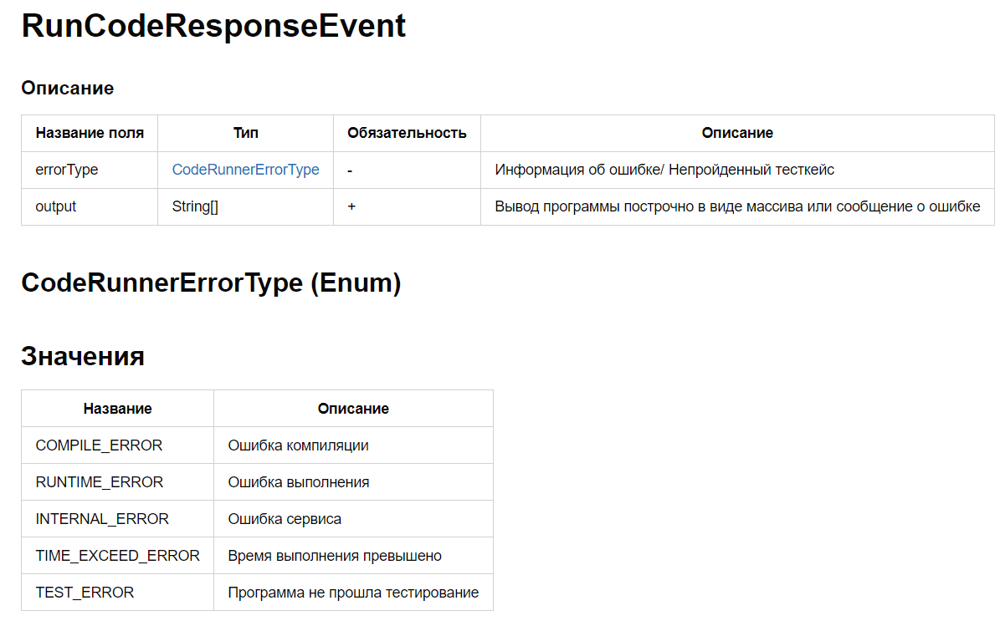 RunCodeResponseEvent
Описание
Название поля Тип Обязательность Описание
errorType CodeRunnerErrorType - Информация об ошибке/ Непройденный тесткейс
output String[] + Вывод программы построчно в виде массива или сообщение о ошибке
CodeRunnerErrorType (Enum)
Значения
Название Описание
COMPILE_ERROR Ошибка компиляции
RUNTIME_ERROR Ошибка выполнения
INTERNAL_ERROR Ошибка сервиса
TIME_EXCEED_ERROR Время выполнения превышено
TEST_ERROR Программа не прошла тестирование